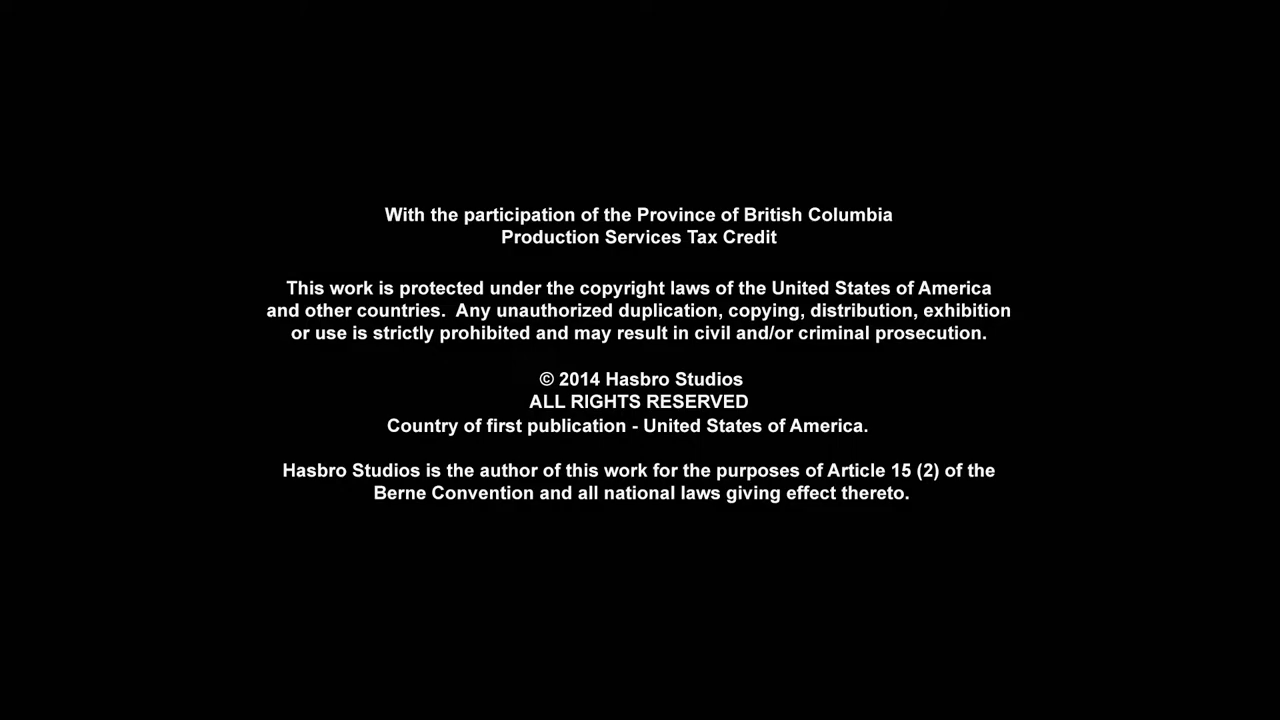 With the participation of the Province of British Columbia
Production Services Tax Credit
This work is protected under the copyright laws of the United States of America
and other countries.  Any unauthorized duplication, copying, distribution, exhibition
or use is strictly prohibited and may result in civil and/or criminal prosecution.
© 2014 Hasbro Studios
ALL RIGHTS RESERVED
Country of first publication - United States of America.
Hasbro Studios is the author of this work for the purposes of Article 15 (2) of the
Berne Convention and all national laws giving effect thereto.